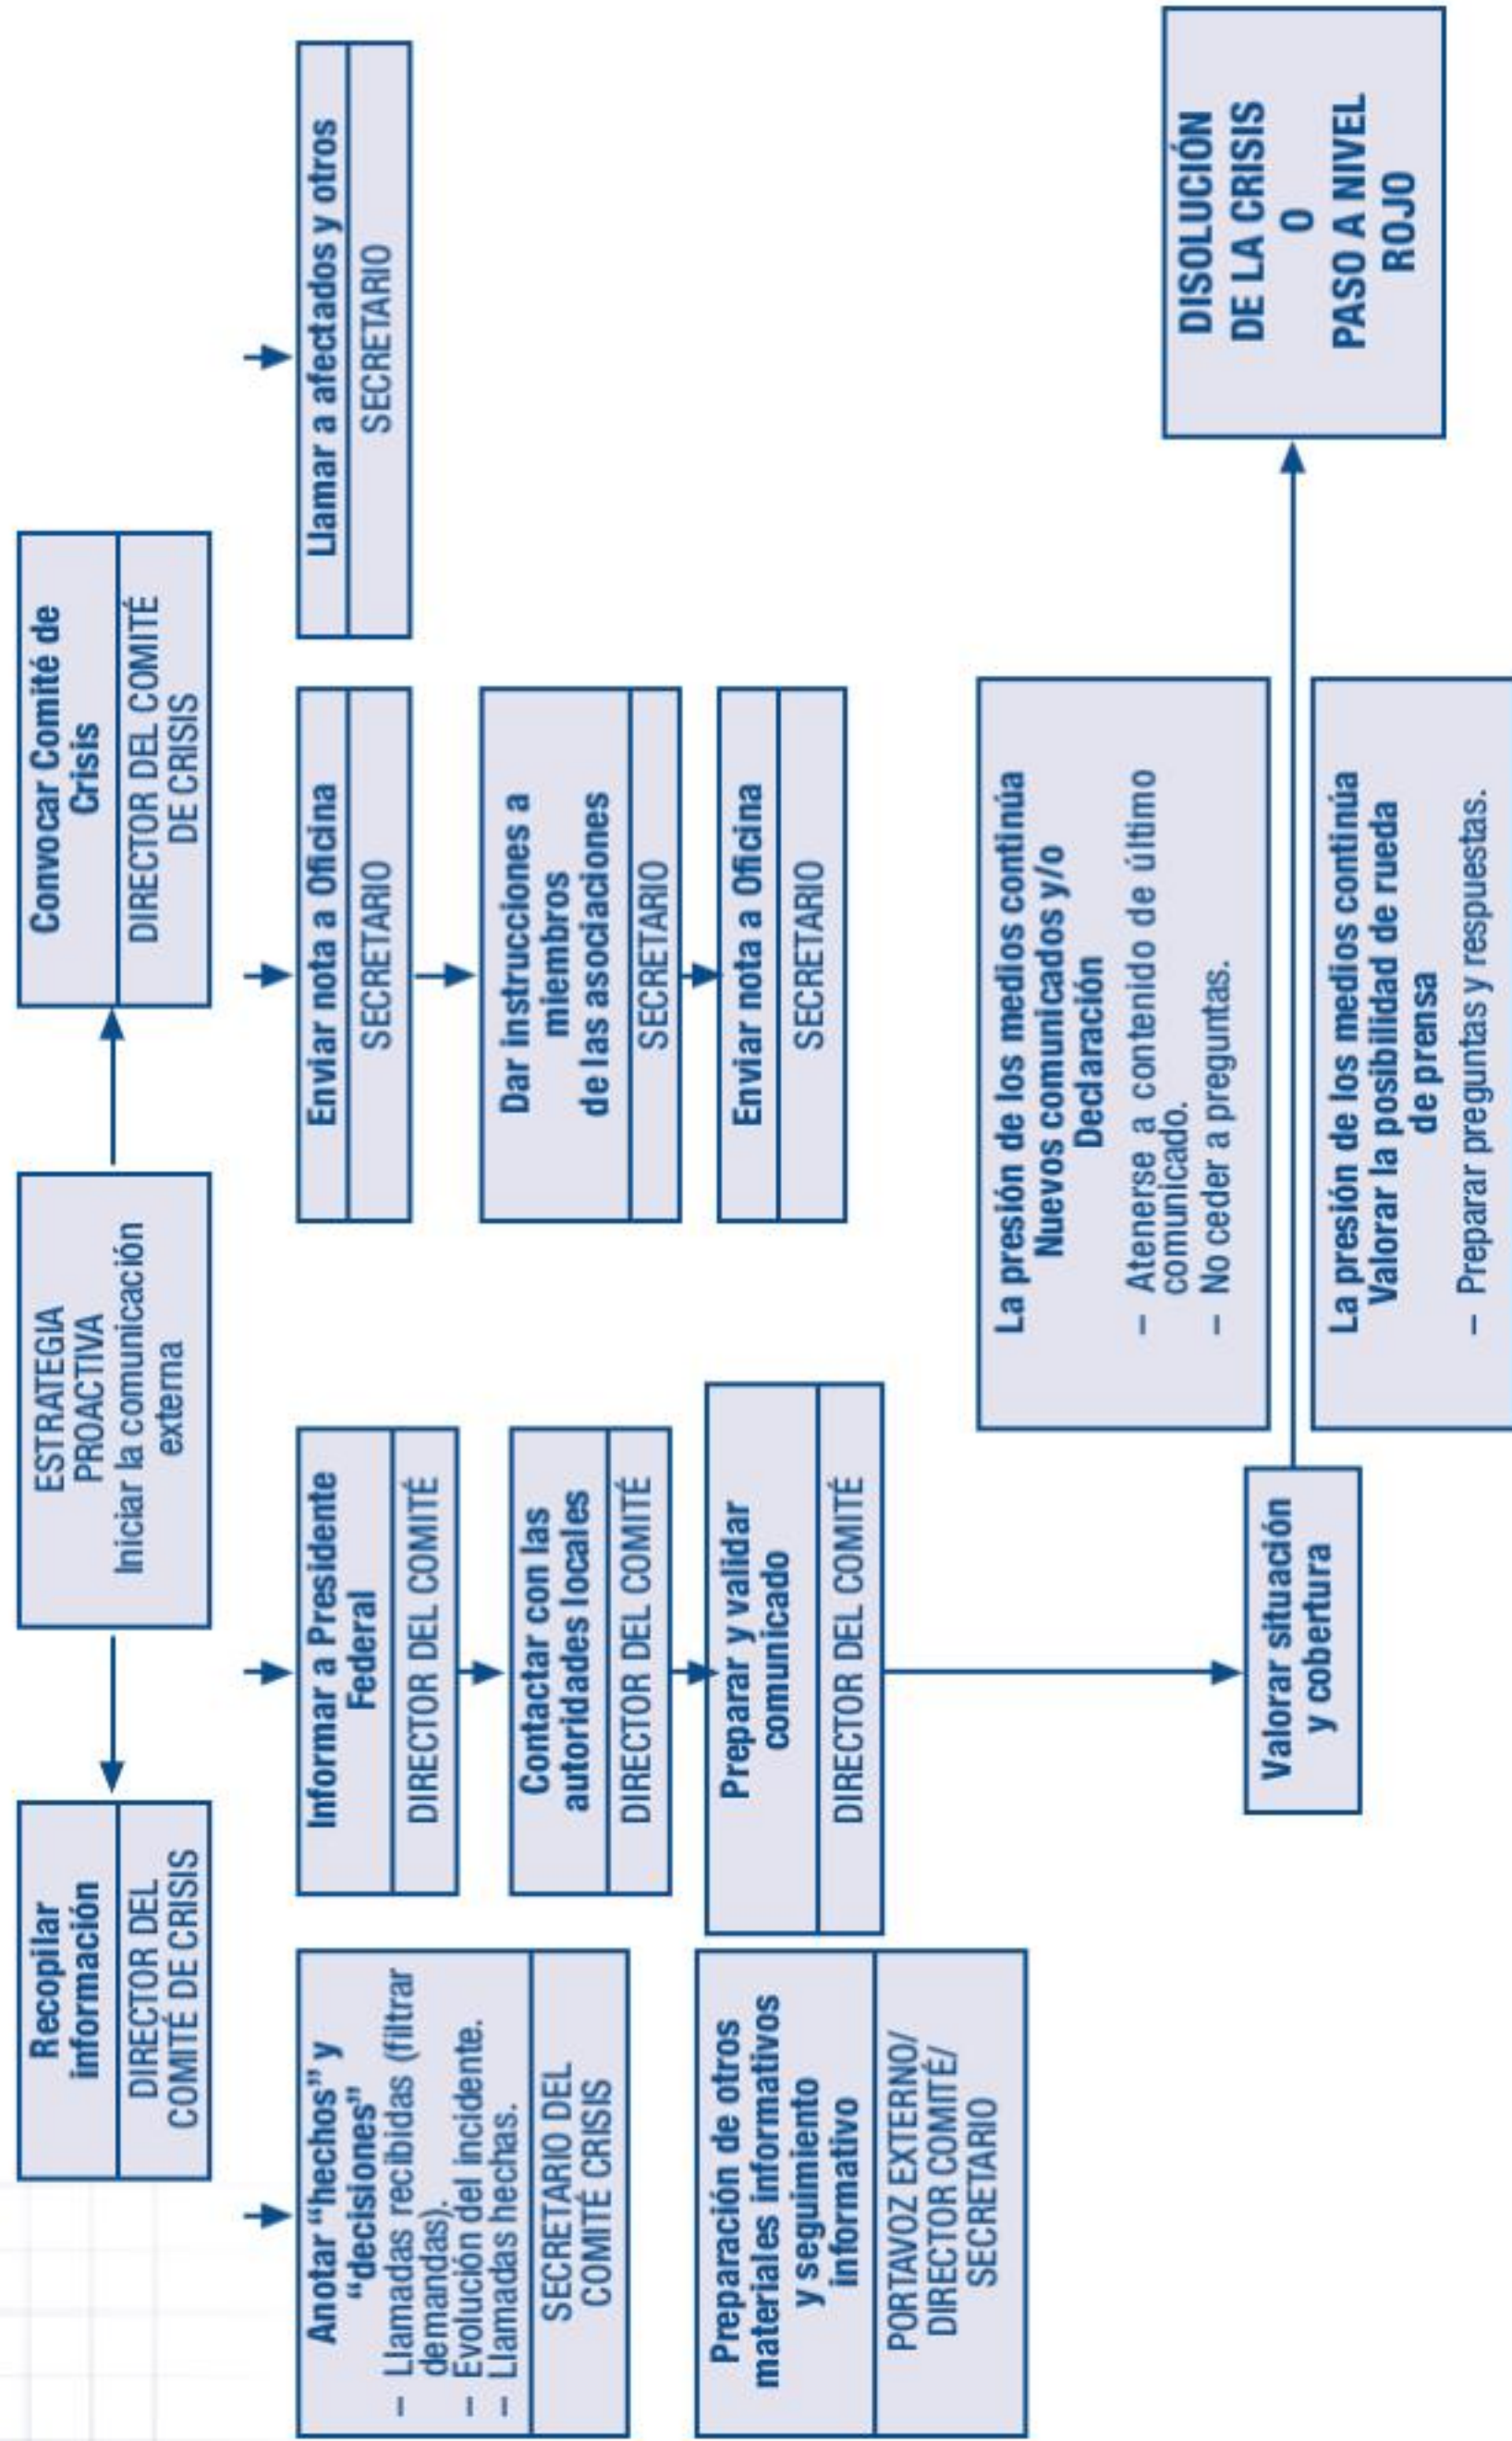 Recopilar
información
DIRECTOR DEL
COMITÉ DE CRISIS
ESTRATEGIA
PROACTIVA
Iniciar la comunicación
externa
Convocar Comité de
Crisis
DIRECTOR DEL COMITÉ
DE CRISIS
Anotar “hechos” y
“decisiones”
– Llamadas recibidas (filtrar
demandas).
– Evolución del incidente.
– Llamadas hechas.
SECRETARIO DEL
COMITÉ CRISIS
Informar a Presidente
Federal
DIRECTOR DEL COMITÉ
Enviar nota a Oficina
SECRETARIO
Llamar a afectados y otros
SECRETARIO
Contactar con las
autoridades locales
DIRECTOR DEL COMITÉ
Dar instrucciones a
miembros
de las asociaciones
SECRETARIO
Preparación de otros
materiales informativos
y seguimiento
informativo
PORTAVOZ EXTERNO/
DIRECTOR COMITÉ/
SECRETARIO
Preparar y validar
comunicado
DIRECTOR DEL COMITÉ
Enviar nota a Oficina
SECRETARIO
La presión de los medios continúa
Nuevos comunicados y/o
Declaración
– Atenerse a contenido de último
comunicado.
– No ceder a preguntas.
Valorar situación
y cobertura
DISOLUCIÓN
DE LA CRISIS
O
PASO A NIVEL
ROJO
La presión de los medios continúa
Valorar la posibilidad de rueda
de prensa
– Preparar preguntas y respuestas.